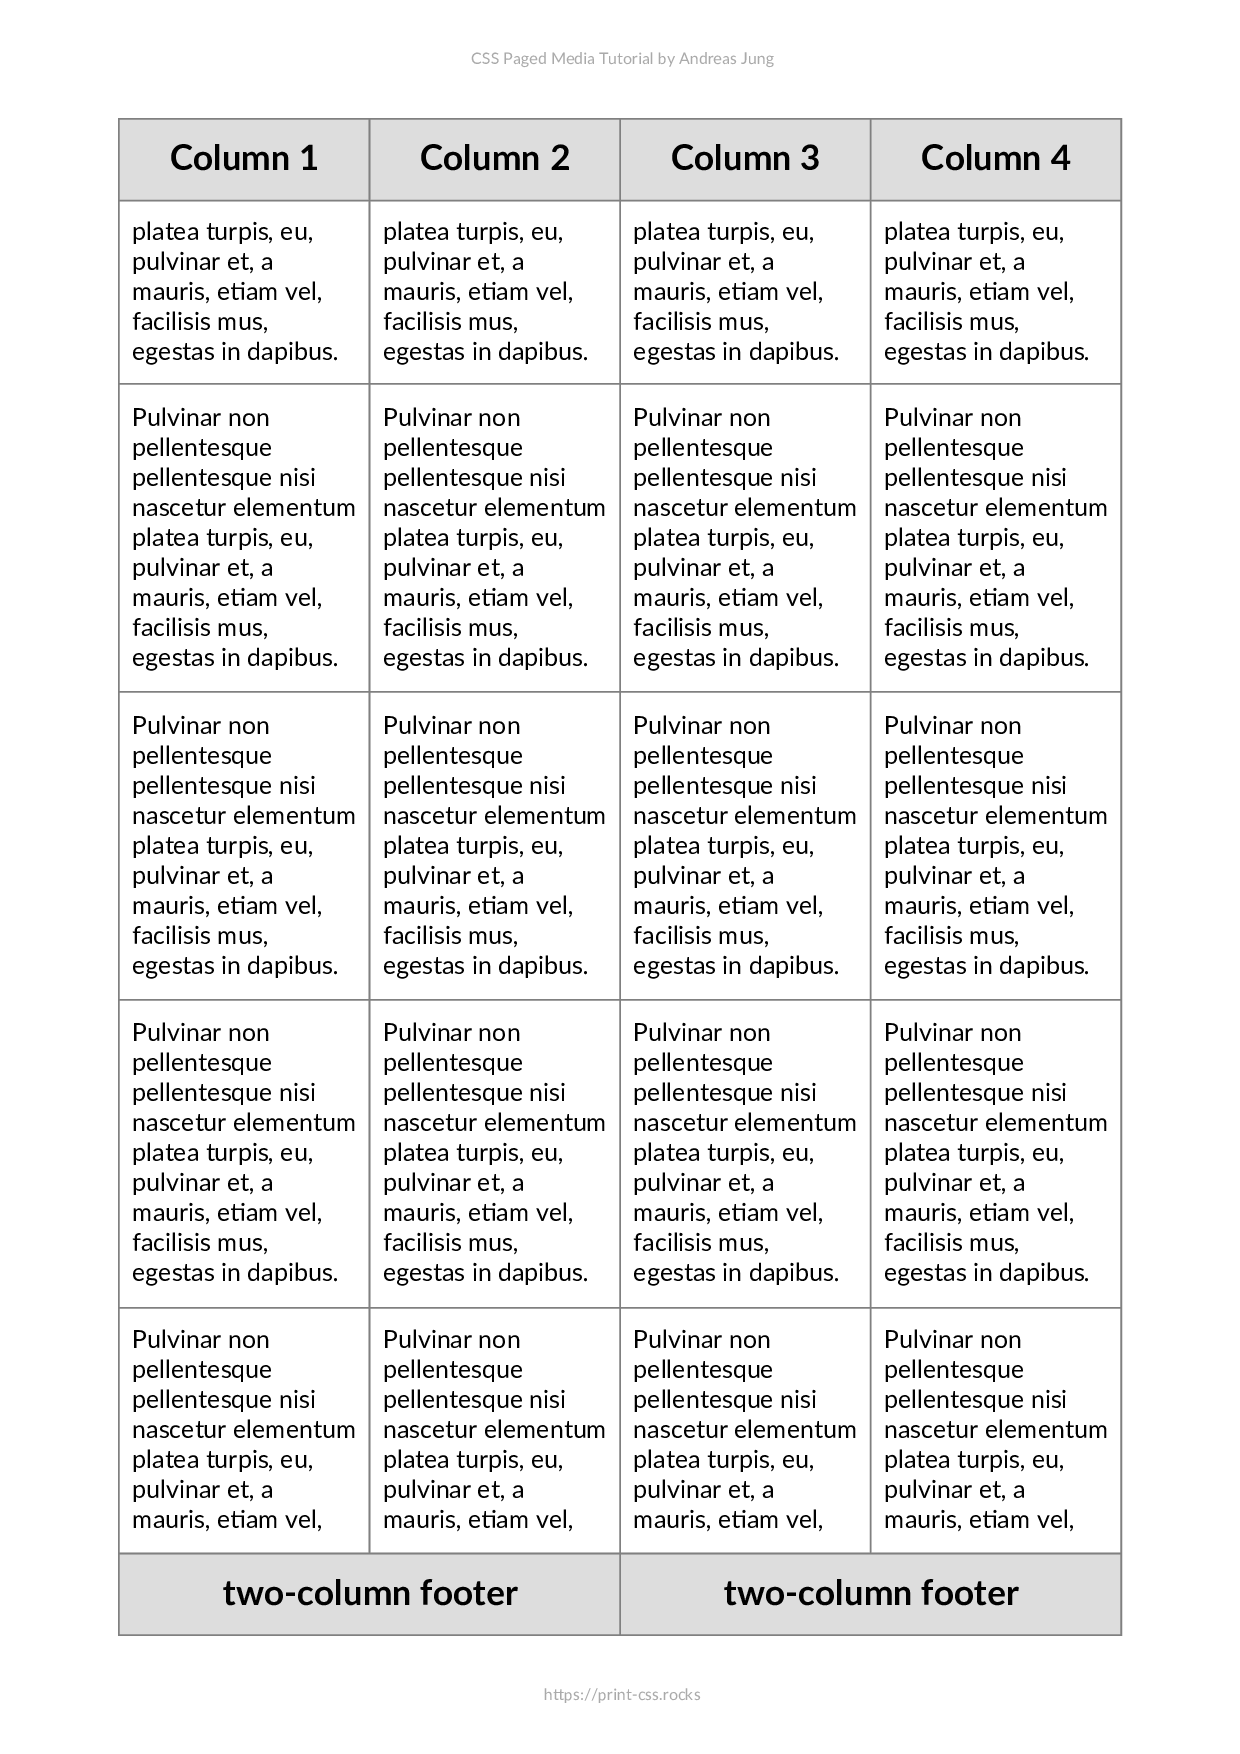 CSS Paged Media Tutorial by Andreas Jung
Column 1 Column 2 Column 3 Column 4
platea turpis, eu, platea turpis, eu, platea turpis, eu, platea turpis, eu,
pulvinar et, a pulvinar et, a pulvinar et, a pulvinar et, a
mauris, etiam vel, mauris, etiam vel, mauris, etiam vel, mauris, etiam vel,
facilisis mus, facilisis mus, facilisis mus, facilisis mus,
egestas in dapibus. egestas in dapibus. egestas in dapibus. egestas in dapibus.
Pulvinar non Pulvinar non Pulvinar non Pulvinar non
pellentesque pellentesque pellentesque pellentesque
pellentesque nisi pellentesque nisi pellentesque nisi pellentesque nisi
nascetur elementum nascetur elementum nascetur elementum nascetur elementum
platea turpis, eu, platea turpis, eu, platea turpis, eu, platea turpis, eu,
pulvinar et, a pulvinar et, a pulvinar et, a pulvinar et, a
mauris, etiam vel, mauris, etiam vel, mauris, etiam vel, mauris, etiam vel,
facilisis mus, facilisis mus, facilisis mus, facilisis mus,
egestas in dapibus. egestas in dapibus. egestas in dapibus. egestas in dapibus.
Pulvinar non Pulvinar non Pulvinar non Pulvinar non
pellentesque pellentesque pellentesque pellentesque
pellentesque nisi pellentesque nisi pellentesque nisi pellentesque nisi
nascetur elementum nascetur elementum nascetur elementum nascetur elementum
platea turpis, eu, platea turpis, eu, platea turpis, eu, platea turpis, eu,
pulvinar et, a pulvinar et, a pulvinar et, a pulvinar et, a
mauris, etiam vel, mauris, etiam vel, mauris, etiam vel, mauris, etiam vel,
facilisis mus, facilisis mus, facilisis mus, facilisis mus,
egestas in dapibus. egestas in dapibus. egestas in dapibus. egestas in dapibus.
Pulvinar non Pulvinar non Pulvinar non Pulvinar non
pellentesque pellentesque pellentesque pellentesque
pellentesque nisi pellentesque nisi pellentesque nisi pellentesque nisi
nascetur elementum nascetur elementum nascetur elementum nascetur elementum
platea turpis, eu, platea turpis, eu, platea turpis, eu, platea turpis, eu,
pulvinar et, a pulvinar et, a pulvinar et, a pulvinar et, a
mauris, etiam vel, mauris, etiam vel, mauris, etiam vel, mauris, etiam vel,
facilisis mus, facilisis mus, facilisis mus, facilisis mus,
egestas in dapibus. egestas in dapibus. egestas in dapibus. egestas in dapibus.
Pulvinar non Pulvinar non Pulvinar non Pulvinar non
pellentesque pellentesque pellentesque pellentesque
pellentesque nisi pellentesque nisi pellentesque nisi pellentesque nisi
nascetur elementum nascetur elementum nascetur elementum nascetur elementum
platea turpis, eu, platea turpis, eu, platea turpis, eu, platea turpis, eu,
pulvinar et, a pulvinar et, a pulvinar et, a pulvinar et, a
mauris, etiam vel, mauris, etiam vel, mauris, etiam vel, mauris, etiam vel,
two-column footer two-column footer
https://print-css.rocks